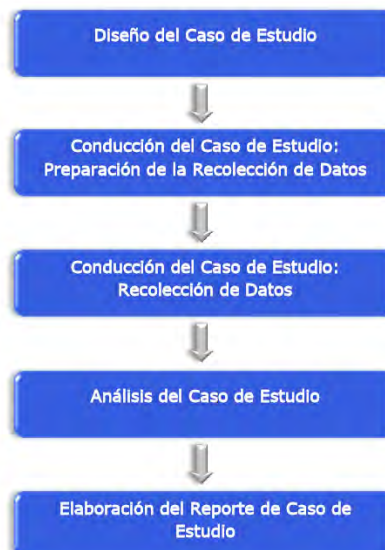 Diseño del Caso de Estudio
Conducción del Caso de Estudio:
Preparación de la Recolección de Datos
Conducción del Caso de Estudio:
Recolección de Datos
Análisis del Caso de Estudio
Elaboración del Reporte de Caso de
Estudio